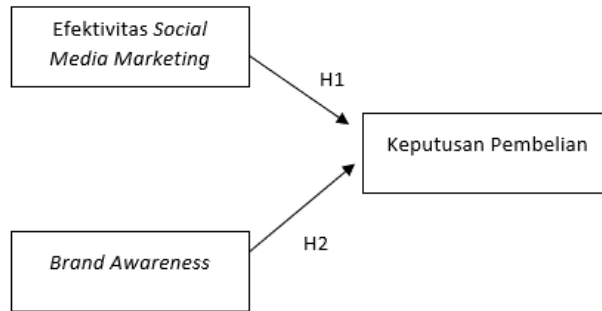 Efektivitas Social
Media Marketing
H1
Keputusan Pembelian
H2
Brand Awareness